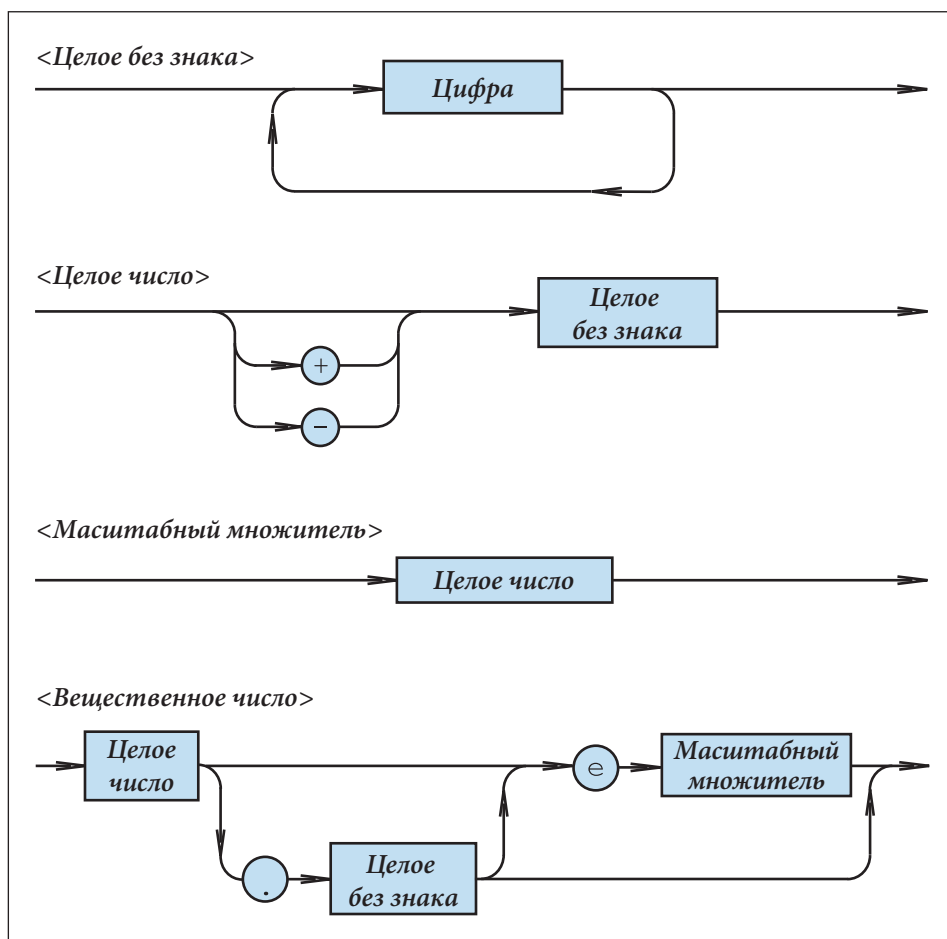 <Целое без знака>
Цифра
<Целое число>
Целое
без знака
+
−
<Масштабный множитель>
Целое число
<Вещественное число>
Целое
число
e
Масштабный
множитель
.
Целое
без знака